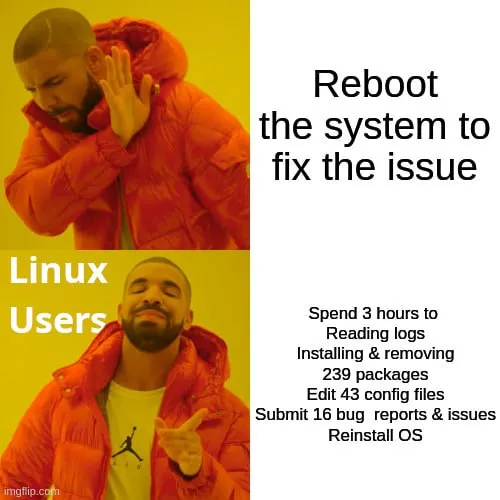 Reboot
the system to
fix the issue
Linux
Users
Spend 3 hours to
Reading logs
Installing & removing
239 packages
Edit 43 config files
Submit 16 bug  reports & issues
Reinstall OS
imgflip.com